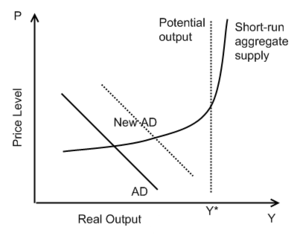 P
Potential
output
Short-run
aggregate
supply
Price Level
New AD
AD
Real Output
Y*
Y